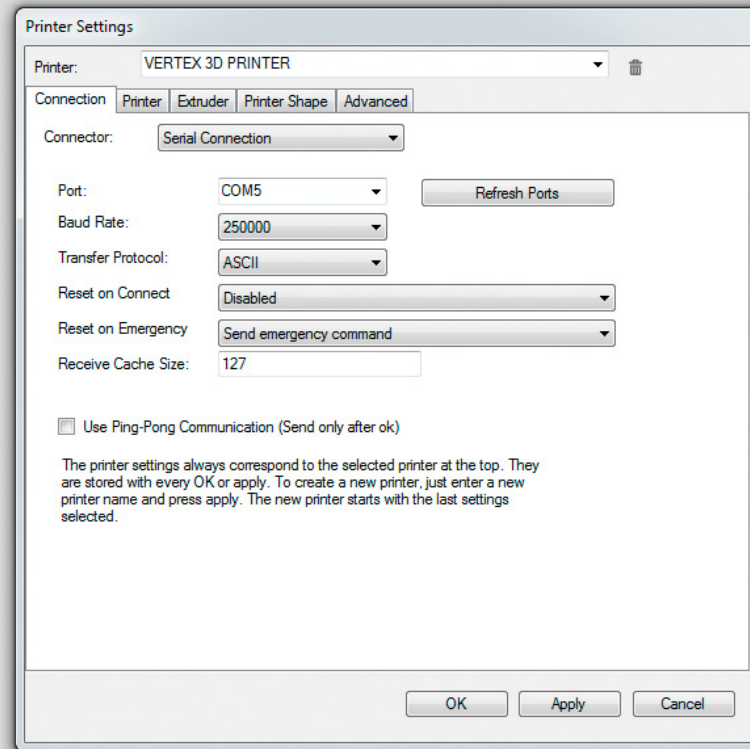 Printer Settings
Printer: VERTEX 3D PRINTER
Connection Printer Extruder Printer Shape Advanced
Connector: Serial Connection
Port: COM5 Refresh Ports
Baud Rate: 250000
Transfer Protocol: ASCII
Reset on Connect Disabled
Reset on Emergency Send emergency command
Receive Cache Size: 127
Use Ping-Pong Communication (Send only after ok)
The printer settings always correspond to the selected printer at the top. They
are stored with every OK or apply. To create a new printer, just enter a new
printer name and press apply. The new printer starts with the last settings
selected.
OK Apply Cancel